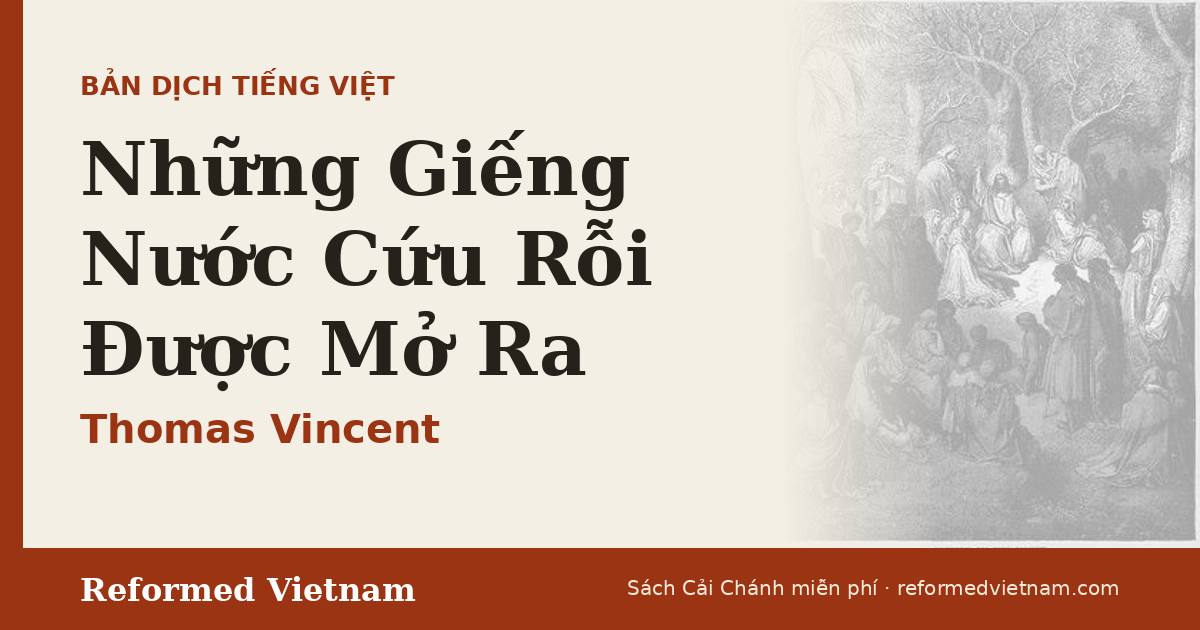 BẢN DỊCH TIẾNG VIỆT
Những Giếng
Nước Cứu Rỗi
Được Mở Ra
Thomas Vincent
Reformed Vietnam
Sách Cải Chánh miễn phí · reformedvietnam.com